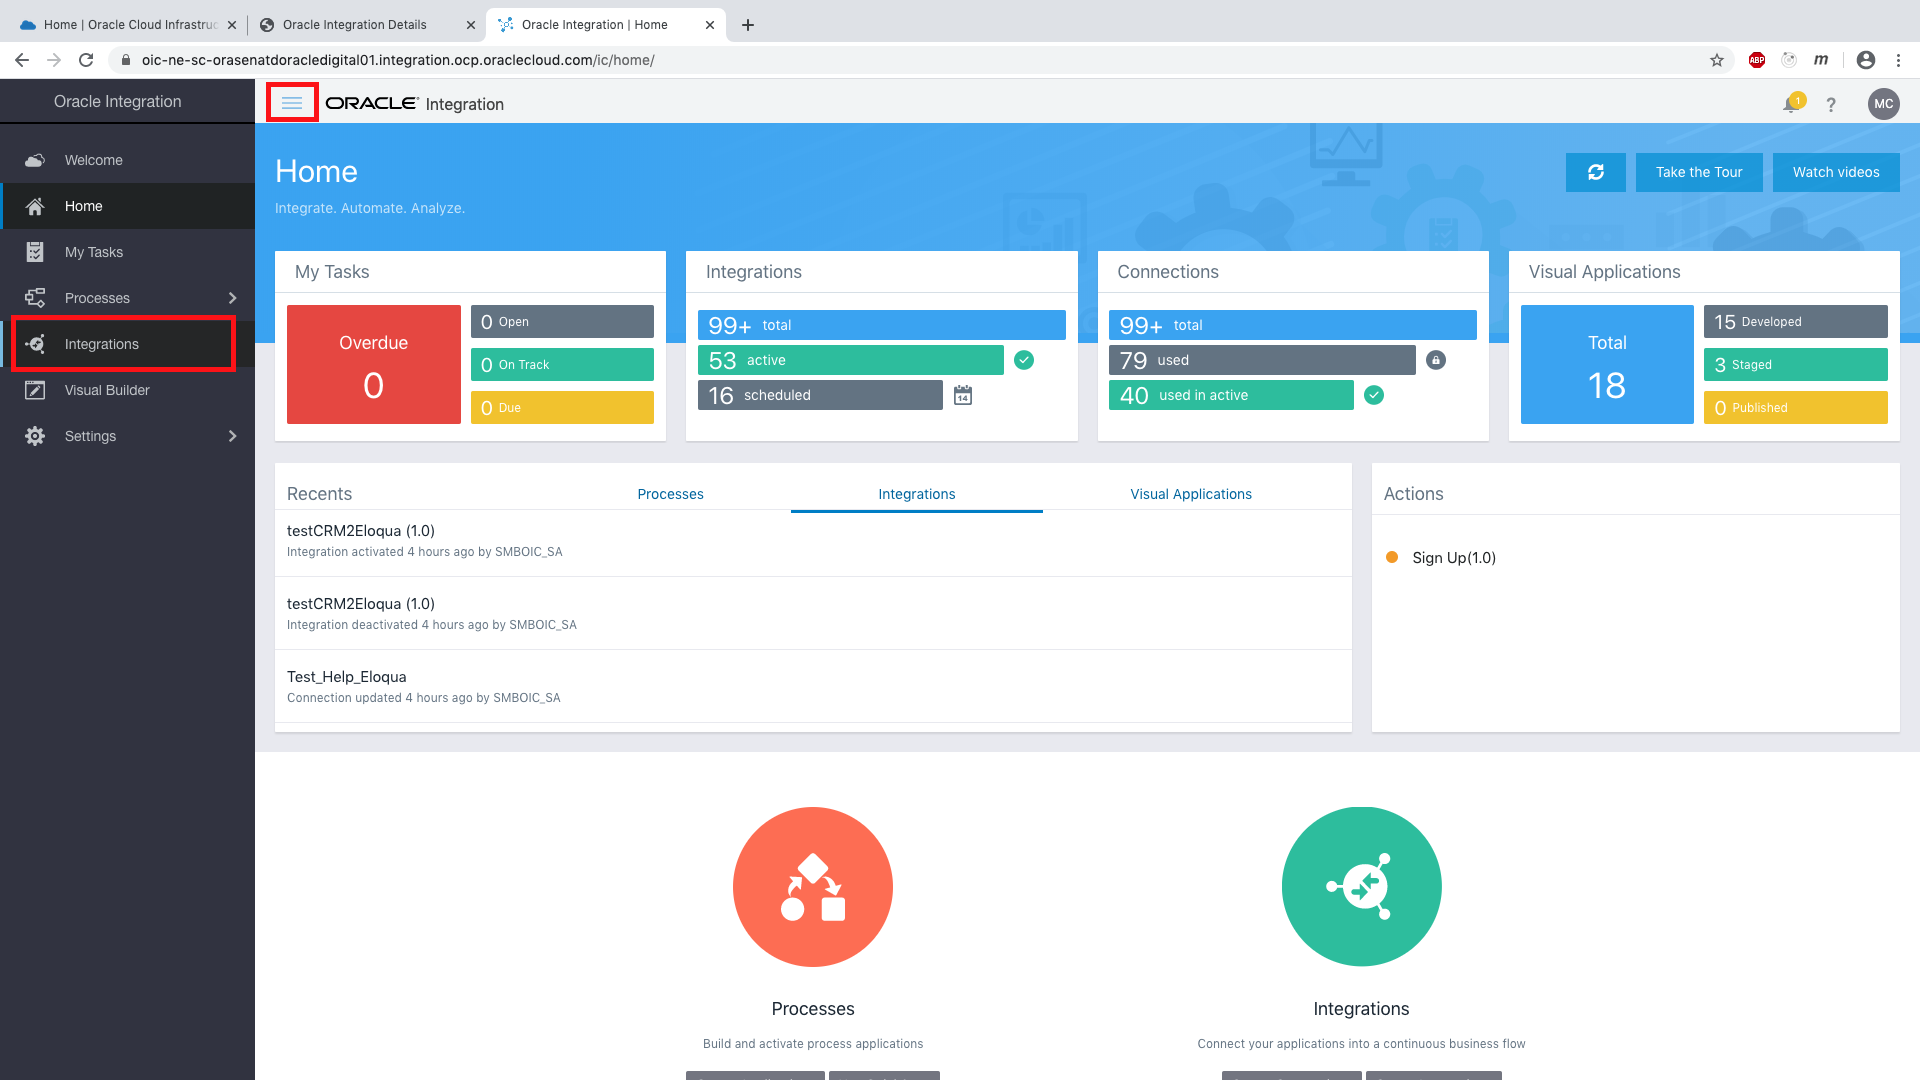 Home | Oracle Cloud Infrastruc
Oracle Integration Details
Oracle Integration | Home
oic-ne-sc-orasenatdoracledigital01.integration.ocp.oraclecloud.com/ic/home/
ABP
m
Oracle Integration
ORACLE Integration
1
?
MC
Welcome
Home
My Tasks
Processes
Integrations
Visual Builder
Settings
Home
Integrate. Automate. Analyze.
Take the Tour
Watch videos
My Tasks
Overdue
0
0 Open
0 On Track
0 Due
Integrations
99+ total
53 active
16 scheduled
14
Connections
99+ total
79 used
40 used in active
Visual Applications
Total
18
15 Developed
3 Staged
0 Published
Recents
Processes
Integrations
Visual Applications
testCRM2Eloqua (1.0)
Integration activated 4 hours ago by SMBOIC_SA
testCRM2Eloqua (1.0)
Integration deactivated 4 hours ago by SMBOIC_SA
Test_Help_Eloqua
Connection updated 4 hours ago by SMBOIC_SA
Actions
Sign Up(1.0)
Processes
Build and activate process applications
Integrations
Connect your applications into a continuous business flow